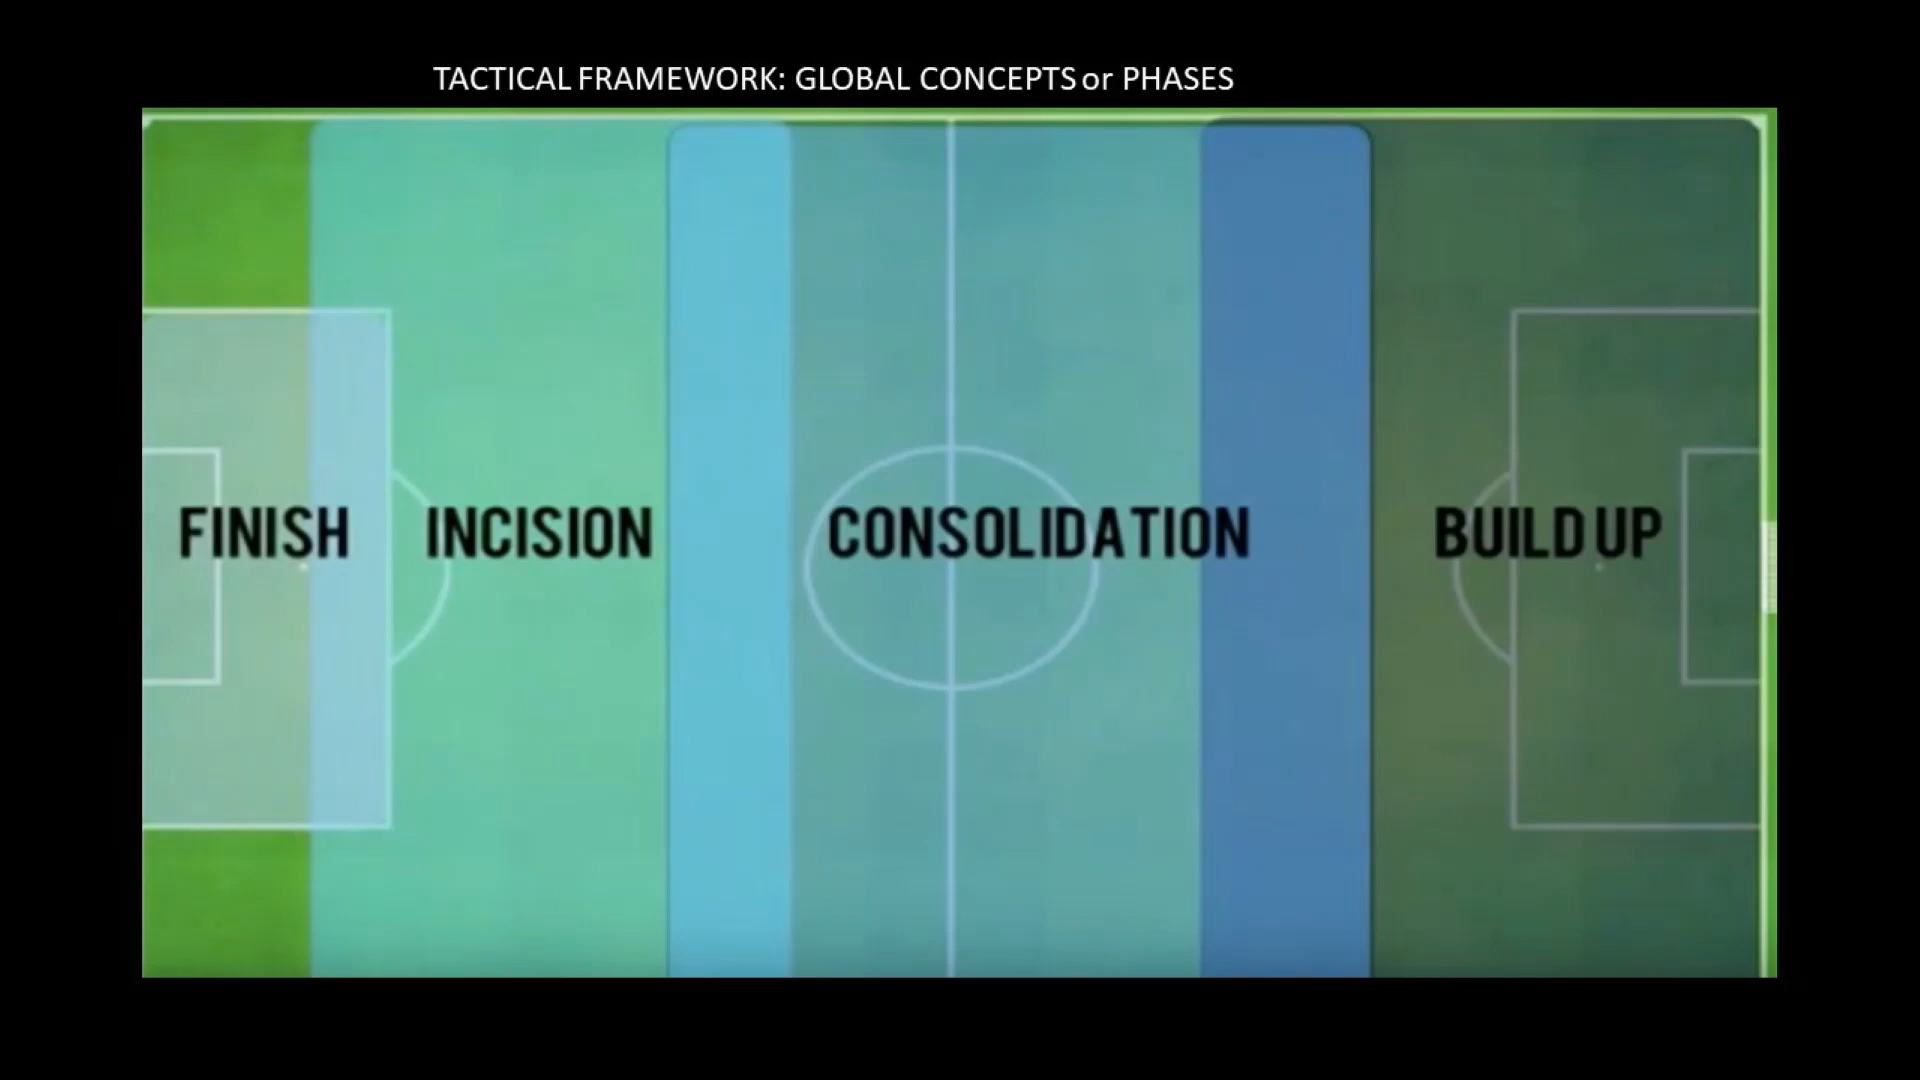 TACTICAL FRAMEWORK: GLOBAL CONCEPTS or PHASES
FINISH INCISION CONSOLIDATION BUILD UP